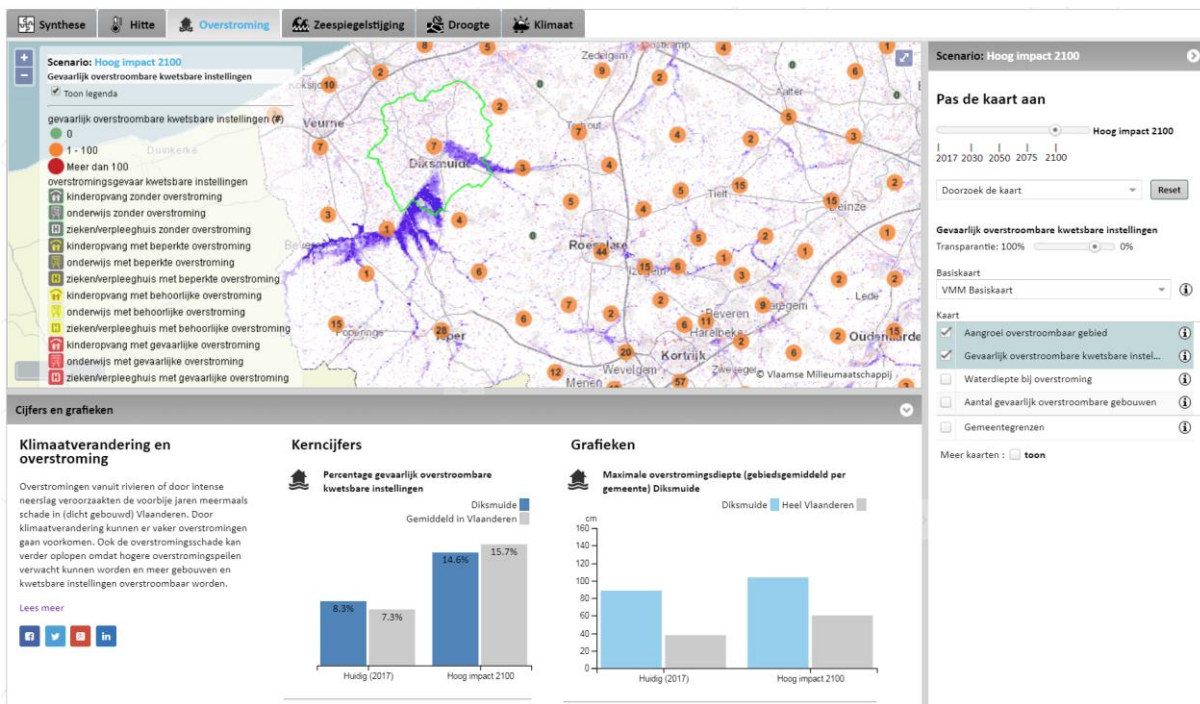 Synthese Hitte Overstroming Zeespiegelstijging Droogte Klimaat
Scenario: Hoog impact 2100
Gevaarlijk overstroombare kwetsbare instellingen
Toon legenda
gevaarlijk overstroombare kwetsbare instellingen (#)
0
1 - 100
Meer dan 100
overstromingsgevaar kwetsbare instellingen
kinderopvang zonder overstroming
onderwijs zonder overstroming
zieken/verpleeghuis zonder overstroming
kinderopvang met beperkte overstroming
onderwijs met beperkte overstroming
zieken/verpleeghuis met beperkte overstroming
kinderopvang met behoorlijke overstroming
onderwijs met behoorlijke overstroming
zieken/verpleeghuis met behoorlijke overstroming
kinderopvang met gevaarlijke overstroming
onderwijs met gevaarlijke overstroming
zieken/verpleeghuis met gevaarlijke overstroming
Duinkerke
Veurne
Diksmuide
Zedelgem
Aalter
Tielt
Deinze
Roeselare
Izegem
Poperinge
Ieper
Beveren
Waregem
Harelbeke
Lede
Oudenaarde
Kortrijk
Wevelgem
Zwevegem
Menen
© Vlaamse Milieumaatschappij
Scenario: Hoog impact 2100
Pas de kaart aan
Hoog impact 2100
2017 2030 2050 2075 2100
Doorzoek de kaart
Reset
Gevaarlijk overstroombare kwetsbare instellingen
Transparantie: 100% 0%
Basiskaart
VMM Basiskaart
Kaart
Aangroei overstroombaar gebied
Gevaarlijk overstroombare kwetsbare instel...
Waterdiepte bij overstroming
Aantal gevaarlijk overstroombare gebouwen
Gemeentegrenzen
Meer kaarten : toon
Cijfers en grafieken
Klimaatverandering en
overstroming
Overstromingen vanuit rivieren of door intense
neerslag veroorzaakten de voorbije jaren meermaals
schade in (dicht gebouwd) Vlaanderen. Door
klimaatverandering kunnen er vaker overstromingen
gaan voorkomen. Ook de overstromingsschade kan
verder oplopen omdat hogere overstromingspeilen
verwacht kunnen worden en meer gebouwen en
kwetsbare instellingen overstroombaar worden.
Lees meer
Kerncijfers
Percentage gevaarlijk overstroombare
kwetsbare instellingen
Diksmuide
Gemiddeld in Vlaanderen
8.3%
7.3%
14.6%
15.7%
Huidig (2017) Hoog impact 2100
Grafieken
Maximale overstromingsdiepte (gebiedsgemiddeld per
gemeente) Diksmuide
Diksmuide Heel Vlaanderen
cm
160
140
120
100
80
60
40
20
0
Huidig (2017) Hoog impact 2100